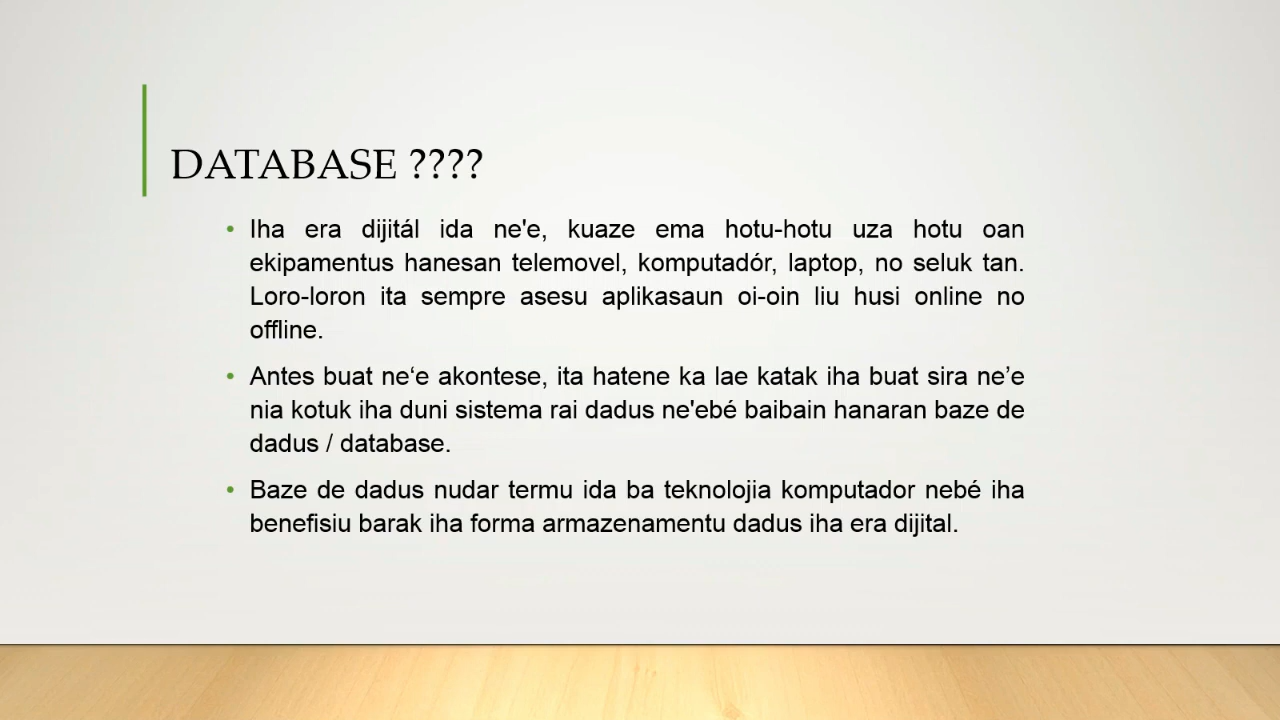 DATABASE ????
• Iha era dijitál ida ne'e, kuaze ema hotu-hotu uza hotu oan
ekipamentus hanesan telemovel, komputadór, laptop, no seluk tan.
Loro-loron ita sempre asesu aplikasaun oi-oin liu husi online no
offline.
• Antes buat ne‘e akontese, ita hatene ka lae katak iha buat sira ne’e
nia kotuk iha duni sistema rai dadus ne'ebé baibain hanaran baze de
dadus / database.
• Baze de dadus nudar termu ida ba teknolojia komputador nebé iha
benefisiu barak iha forma armazenamentu dadus iha era dijital.